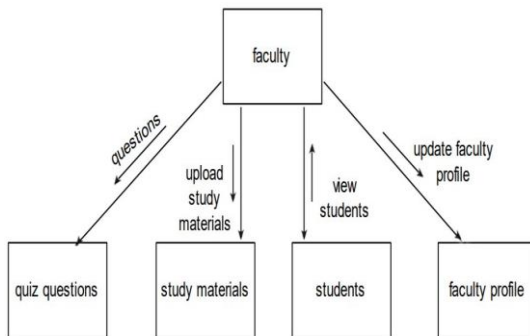 faculty
questions
upload
study
materials
view
students
update faculty
profile
quiz questions
study materials
students
faculty profile